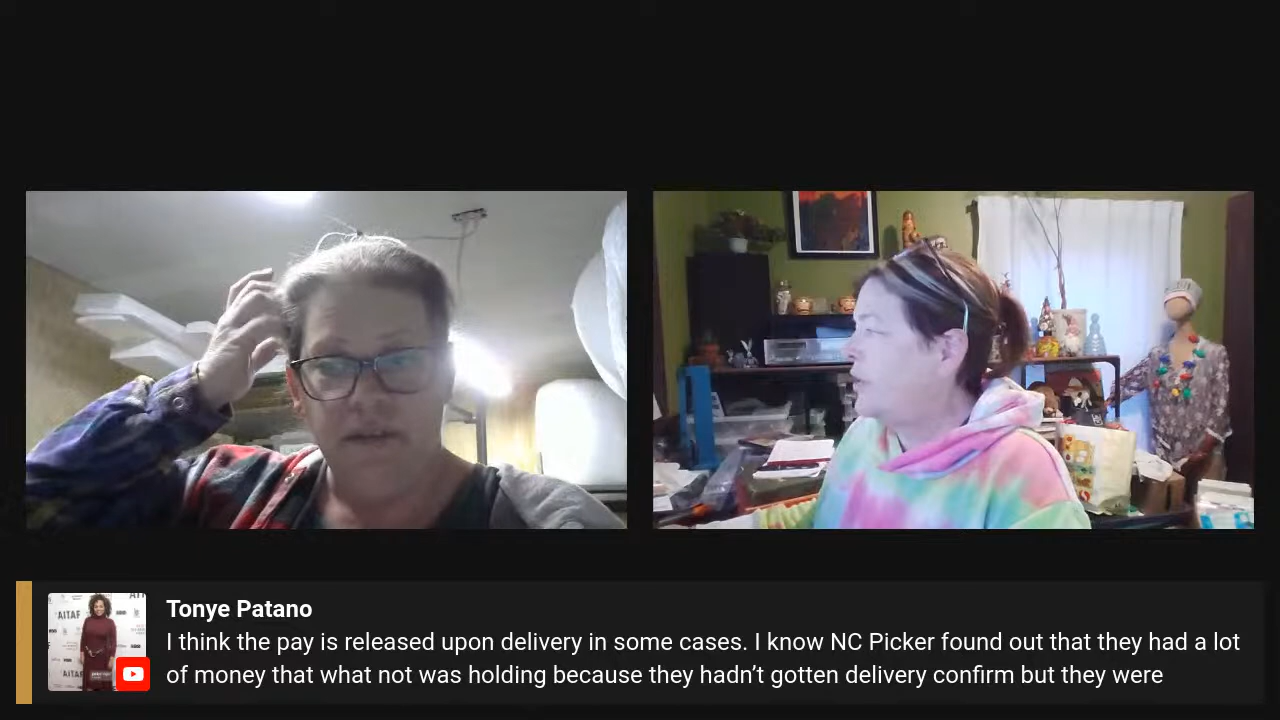 Tonye Patano
I think the pay is released upon delivery in some cases. I know NC Picker found out that they had a lot
of money that what not was holding because they hadn’t gotten delivery confirm but they were
AITAF